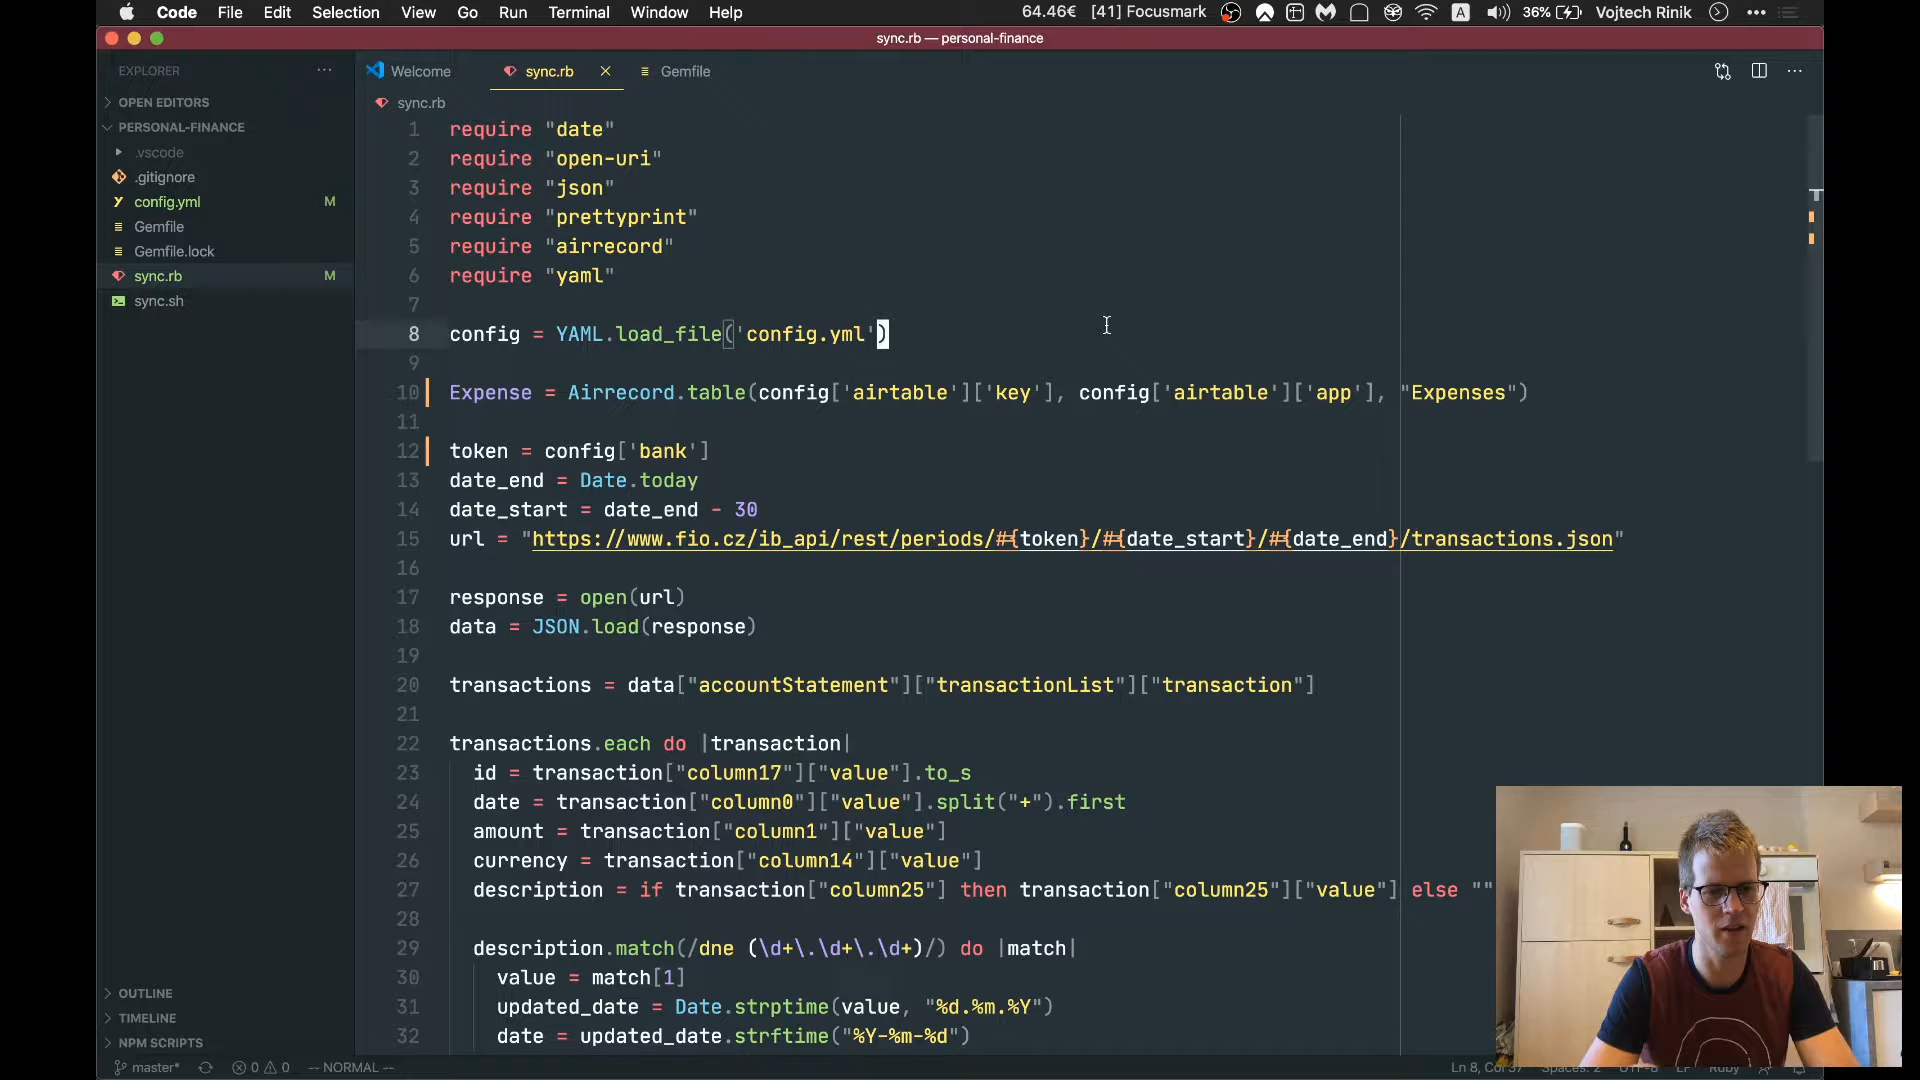 Code File Edit Selection View Go Run Terminal Window Help 64.46€ [41] Focusmark A 36% Vojtech Rinik
sync.rb — personal-finance
EXPLORER
OPEN EDITORS
PERSONAL-FINANCE
.vscode
.gitignore
config.yml M
Gemfile
Gemfile.lock
sync.rb M
sync.sh
OUTLINE
TIMELINE
NPM SCRIPTS
Welcome sync.rb Gemfile
sync.rb
1 require "date"
2 require "open-uri"
3 require "json"
4 require "prettyprint"
5 require "airrecord"
6 require "yaml"
7
8 config = YAML.load_file('config.yml')
9
10 Expense = Airrecord.table(config['airtable']['key'], config['airtable']['app'], "Expenses")
11
12 token = config['bank']
13 date_end = Date.today
14 date_start = date_end - 30
15 url = "https://www.fio.cz/ib_api/rest/periods/#{token}/#{date_start}/#{date_end}/transactions.json"
16
17 response = open(url)
18 data = JSON.load(response)
19
20 transactions = data["accountStatement"]["transactionList"]["transaction"]
21
22 transactions.each do |transaction|
23 id = transaction["column17"]["value"].to_s
24 date = transaction["column0"]["value"].split("+").first
25 amount = transaction["column1"]["value"]
26 currency = transaction["column14"]["value"]
27 description = if transaction["column25"] then transaction["column25"]["value"] else ""
28
29 description.match(/dne (\d+\.\d+\.\d+)/) do |match|
30 value = match[1]
31 updated_date = Date.strptime(value, "%d.%m.%Y")
32 date = updated_date.strftime("%Y-%m-%d")
master* 0 0 -- NORMAL -- Ln 8, Col 37 Spaces: 2 UTF-8 LF Ruby